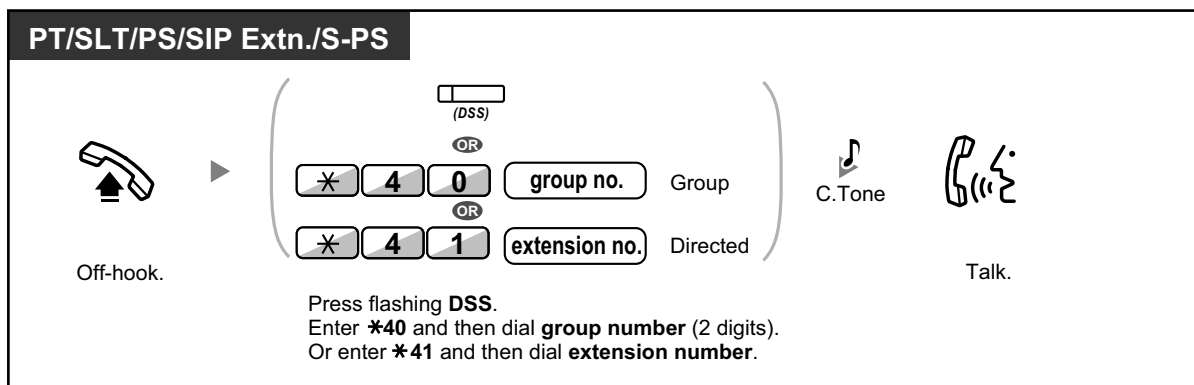 PT/SLT/PS/SIP Extn./S-PS
(DSS)
OR
* 4 0 group no. Group
OR
* 4 1 extension no. Directed
C.Tone
Off-hook.
Talk.
Press flashing DSS.
Enter *40 and then dial group number (2 digits).
Or enter *41 and then dial extension number.